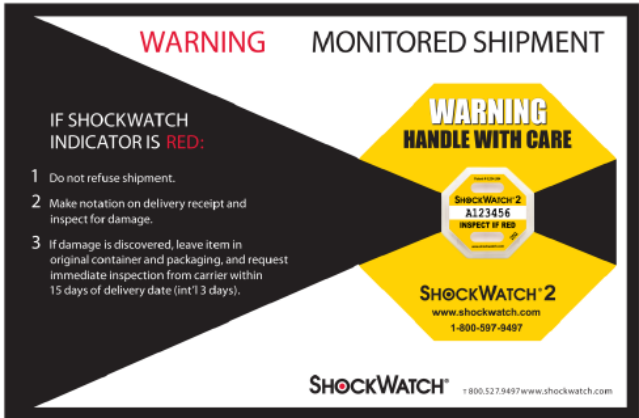 WARNING MONITORED SHIPMENT
IF SHOCKWATCH
INDICATOR IS RED:
1 Do not refuse shipment.
2 Make notation on delivery receipt and
inspect for damage.
3 If damage is discovered, leave item in
original container and packaging, and request
immediate inspection from carrier within
15 days of delivery date (int'l 3 days).
WARNING
HANDLE WITH CARE
SHOCKWATCH® 2
A123456
INSPECT IF RED
www.shockwatch.com
SHOCKWATCH® 2
www.shockwatch.com
1-800-597-9497
SHOCKWATCH®
T 800.527.9497 www.shockwatch.com